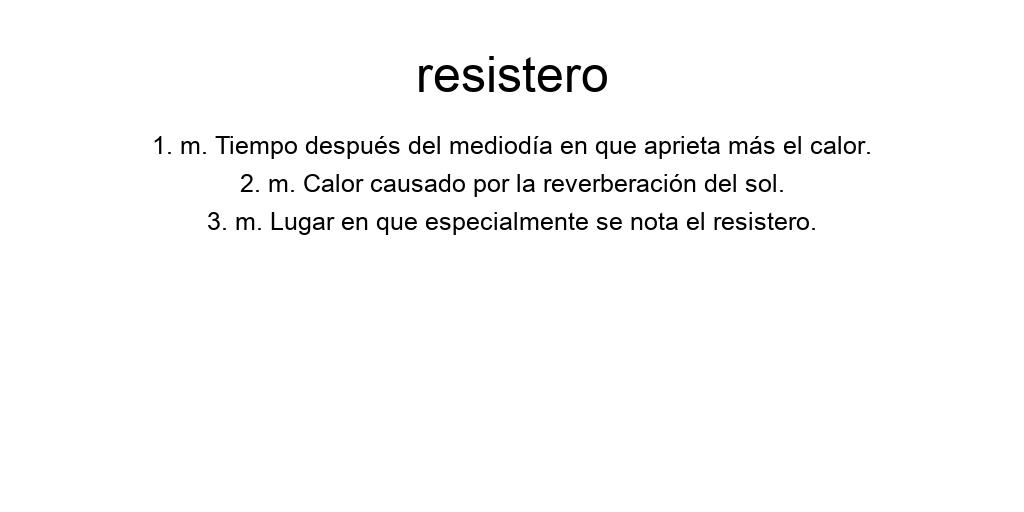 resistero
1. m. Tiempo después del mediodía en que aprieta más el calor.
2. m. Calor causado por la reverberación del sol.
3. m. Lugar en que especialmente se nota el resistero.